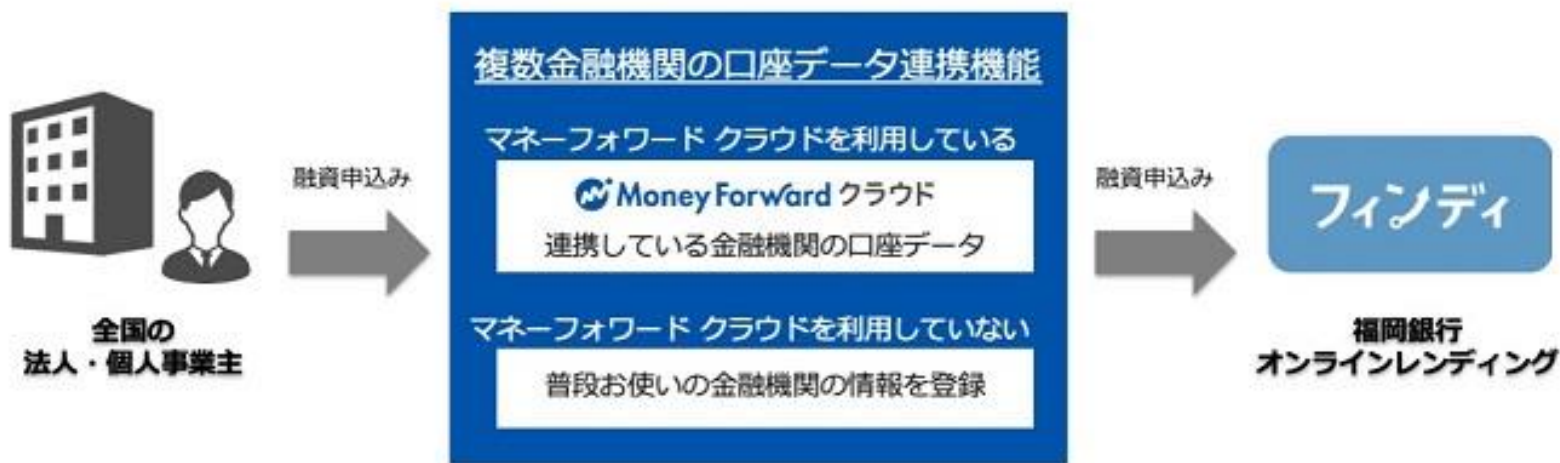 複数金融機関の口座データ連携機能
マネーフォワード クラウドを利用している
Money Forward クラウド
連携している金融機関の口座データ
マネーフォワード クラウドを利用していない
普段お使いの金融機関の情報を登録
融資申込み
全国の
法人・個人事業主
融資申込み
フィンディ
福岡銀行
オンラインレンディング